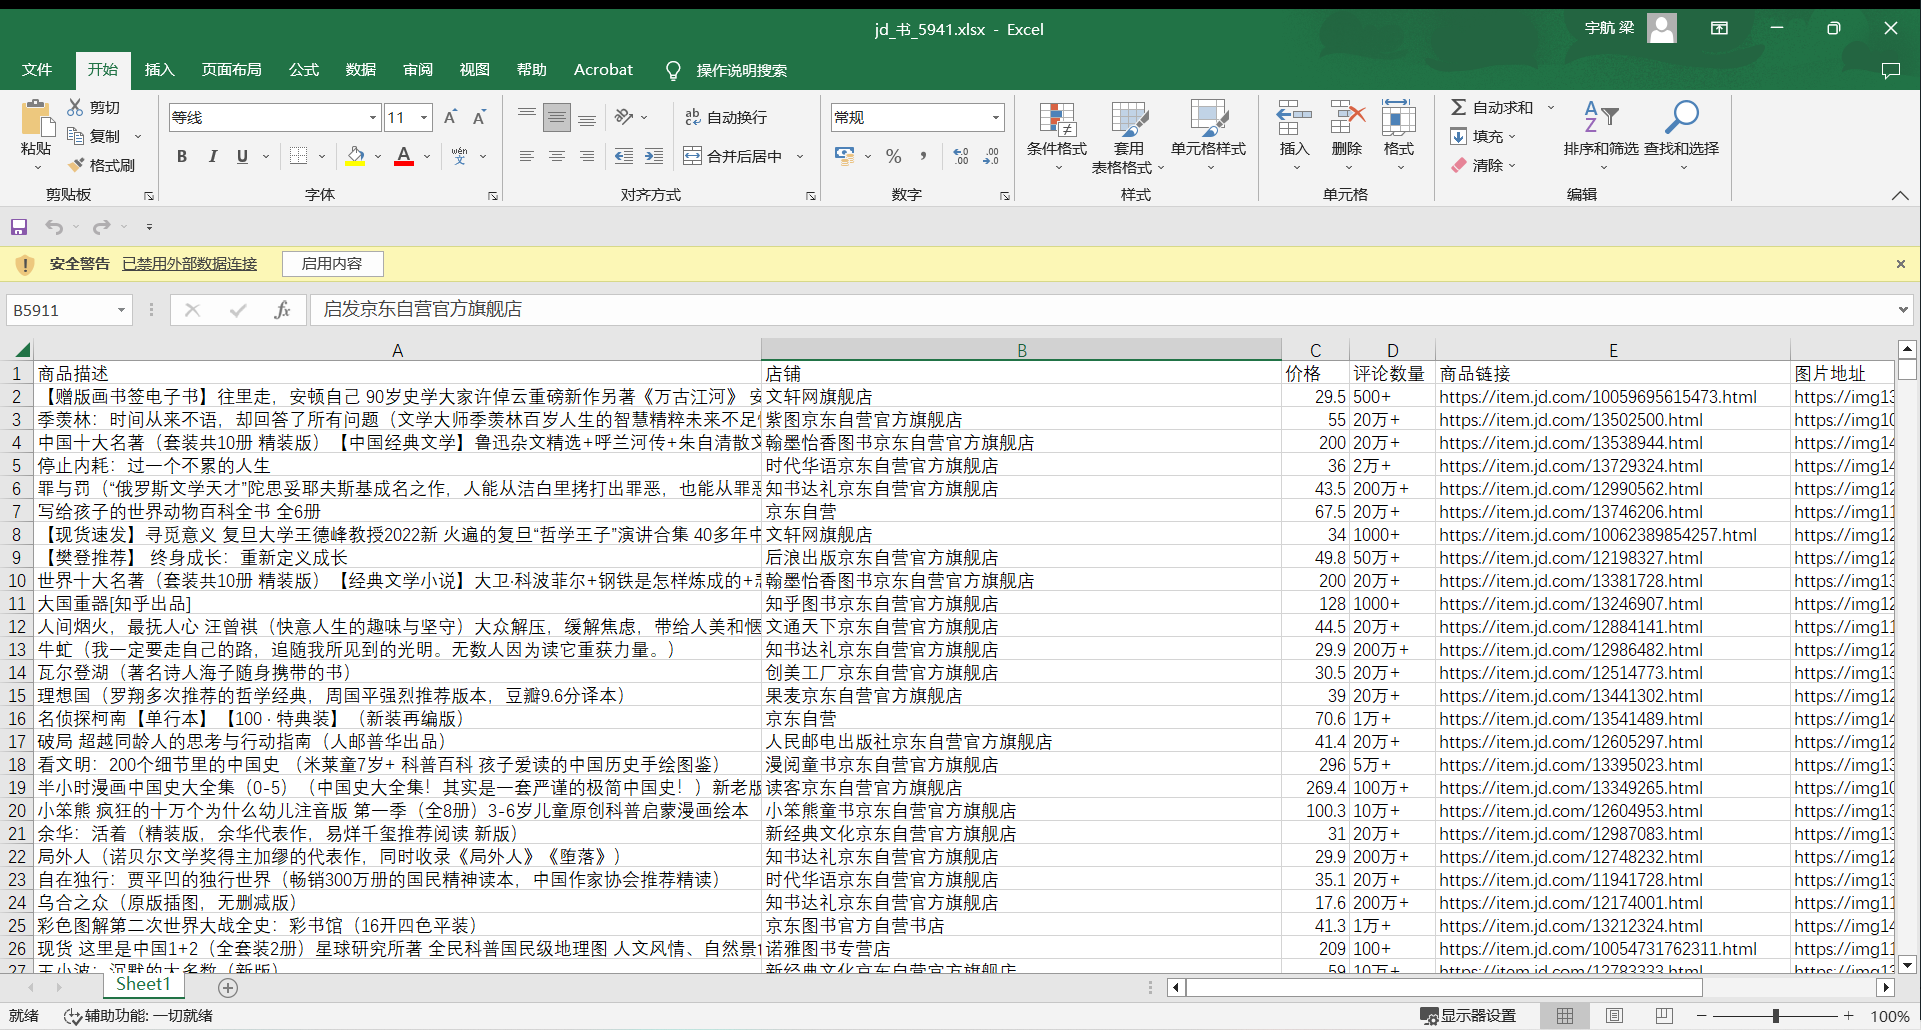 jd_书_5941.xlsx - Excel
宇航 梁
文件 开始 插入 页面布局 公式 数据 审阅 视图 帮助 Acrobat 操作说明搜索
粘贴 剪切 复制 格式刷
剪贴板
等线 11
B I U A wén 文
字体
自动换行
合并后居中
对齐方式
常规
数字
条件格式 套用表格格式 单元格样式
样式
插入 删除 格式
单元格
自动求和 填充 清除 排序和筛选 查找和选择
编辑
安全警告 已禁用外部数据连接 启用内容
B5911 fx 启发京东自营官方旗舰店
A B C D E
1 商品描述 店铺 价格 评论数量 商品链接 图片地址
2 【赠版画书签电子书】往里走，安顿自己 90岁史学大家许倬云重磅新作另著《万古江河》 文轩网旗舰店 29.5 500+ https://item.jd.com/10059695615473.html https://img13
3 季羡林：时间从来不语，却回答了所有问题（文学大师季羡林百岁人生的智慧精粹未来不足惧 紫图京东自营官方旗舰店 55 20万+ https://item.jd.com/13502500.html https://img10
4 中国十大名著（套装共10册 精装版）【中国经典文学】鲁迅杂文精选+呼兰河传+朱自清散文 翰墨怡香图书京东自营官方旗舰店 200 20万+ https://item.jd.com/13538944.html https://img14
5 停止内耗：过一个不累的人生 时代华语京东自营官方旗舰店 36 2万+ https://item.jd.com/13729324.html https://img14
6 罪与罚（“俄罗斯文学天才”陀思妥耶夫斯基成名之作，人能从洁白里拷打出罪恶，也能从罪恶 知书达礼京东自营官方旗舰店 43.5 200万+ https://item.jd.com/12990562.html https://img12
7 写给孩子的世界动物百科全书 全6册 京东自营 67.5 20万+ https://item.jd.com/13746206.html https://img11
8 【现货速发】寻觅意义 复旦大学王德峰教授2022新 火遍的复旦“哲学王子”演讲合集 40多年中 文轩网旗舰店 34 1000+ https://item.jd.com/10062389854257.html https://img12
9 【樊登推荐】 终身成长：重新定义成长 后浪出版京东自营官方旗舰店 49.8 50万+ https://item.jd.com/12198327.html https://img12
10 世界十大名著（套装共10册 精装版）【经典文学小说】大卫·科波菲尔+钢铁是怎样炼成的+ 翰墨怡香图书京东自营官方旗舰店 200 20万+ https://item.jd.com/13381728.html https://img13
11 大国重器[知乎出品] 知乎图书京东自营官方旗舰店 128 1000+ https://item.jd.com/13246907.html https://img12
12 人间烟火，最抚人心 汪曾祺（快意人生的趣味与坚守）大众解压，缓解焦虑，带给人美和 文通天下京东自营官方旗舰店 44.5 20万+ https://item.jd.com/12884141.html https://img11
13 牛虻（我一定要走自己的路，追随我所见到的光明。无数人因为读它重获力量。） 知书达礼京东自营官方旗舰店 29.9 200万+ https://item.jd.com/12986482.html https://img12
14 瓦尔登湖（著名诗人海子随身携带的书） 创美工厂京东自营官方旗舰店 30.5 20万+ https://item.jd.com/12514773.html https://img13
15 理想国（罗翔多次推荐的哲学经典，周国平强烈推荐版本，豆瓣9.6分译本） 果麦京东自营官方旗舰店 39 20万+ https://item.jd.com/13441302.html https://img12
16 名侦探柯南【单行本】【100 · 特典装】（新装再编版） 京东自营 70.6 1万+ https://item.jd.com/13541489.html https://img14
17 破局 超越同龄人的思考与行动指南（人邮普华出品） 人民邮电出版社京东自营官方旗舰店 41.4 20万+ https://item.jd.com/12605297.html https://img12
18 看文明：200个细节里的中国史 （米莱童7岁+ 科普百科 孩子爱读的中国历史手绘图鉴） 漫阅童书京东自营官方旗舰店 296 5万+ https://item.jd.com/13395023.html https://img11
19 半小时漫画中国史大全集（0-5）（中国史大全集！其实是一套严谨的极简中国史！）新老版 读客京东自营官方旗舰店 269.4 100万+ https://item.jd.com/13349265.html https://img10
20 小笨熊 疯狂的十万个为什么幼儿注音版 第一季（全8册）3-6岁儿童原创科普启蒙漫画绘本 小笨熊童书京东自营官方旗舰店 100.3 10万+ https://item.jd.com/12604953.html https://img13
21 余华：活着（精装版，余华代表作，易烊千玺推荐阅读 新版） 新经典文化京东自营官方旗舰店 31 20万+ https://item.jd.com/12987083.html https://img13
22 局外人（诺贝尔文学奖得主加缪的代表作，同时收录《局外人》《堕落》） 知书达礼京东自营官方旗舰店 29.9 200万+ https://item.jd.com/12748232.html https://img12
23 自在独行：贾平凹的独行世界（畅销300万册的国民精神读本，中国作家协会推荐精读） 时代华语京东自营官方旗舰店 35.1 20万+ https://item.jd.com/11941728.html https://img13
24 乌合之众（原版插图，无删减版） 知书达礼京东自营官方旗舰店 17.6 200万+ https://item.jd.com/12174001.html https://img11
25 彩色图解第二次世界大战全史：彩书馆（16开四色平装） 京东图书官方自营书店 41.3 1万+ https://item.jd.com/13212324.html https://img14
26 现货 这里是中国1+2（全套装2册）星球研究所著 全民科普国民级地理图 人文风情、自然景 诺雅图书专营店 209 100+ https://item.jd.com/10054731762311.html https://img11
27 王小波：沉默的大多数（新版） 新经典文化京东自营官方旗舰店 59 10万+ https://item.jd.com/12783333.html https://img13
Sheet1
就绪 辅助功能: 一切就绪 显示器设置 100%